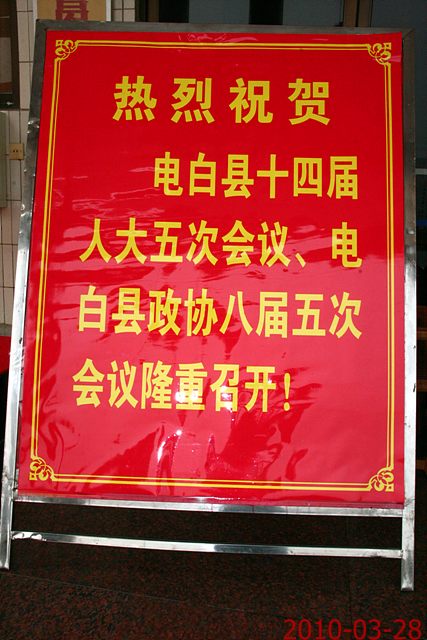 热烈祝贺
电白县十四届
人大五次会议、电
白县政协八届五次
会议隆重召开！
2010-03-28